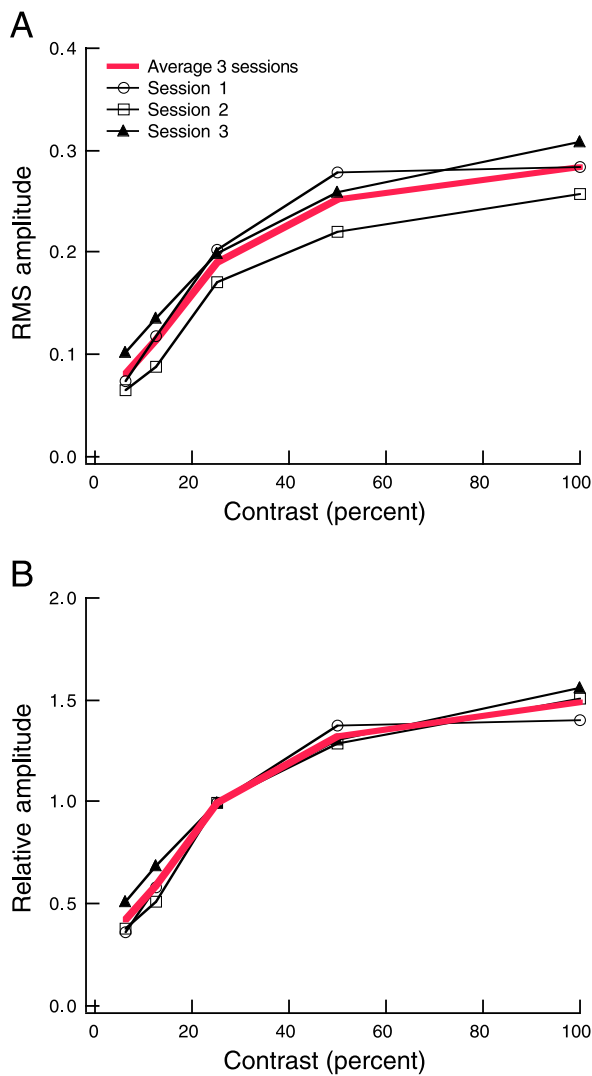 A
RMS amplitude
0.4
0.3
0.2
0.1
0.0
Average 3 sessions
Session 1
Session 2
Session 3
0 20 40 60 80 100
Contrast (percent)
B
Relative amplitude
2.0
1.5
1.0
0.5
0.0
0 20 40 60 80 100
Contrast (percent)